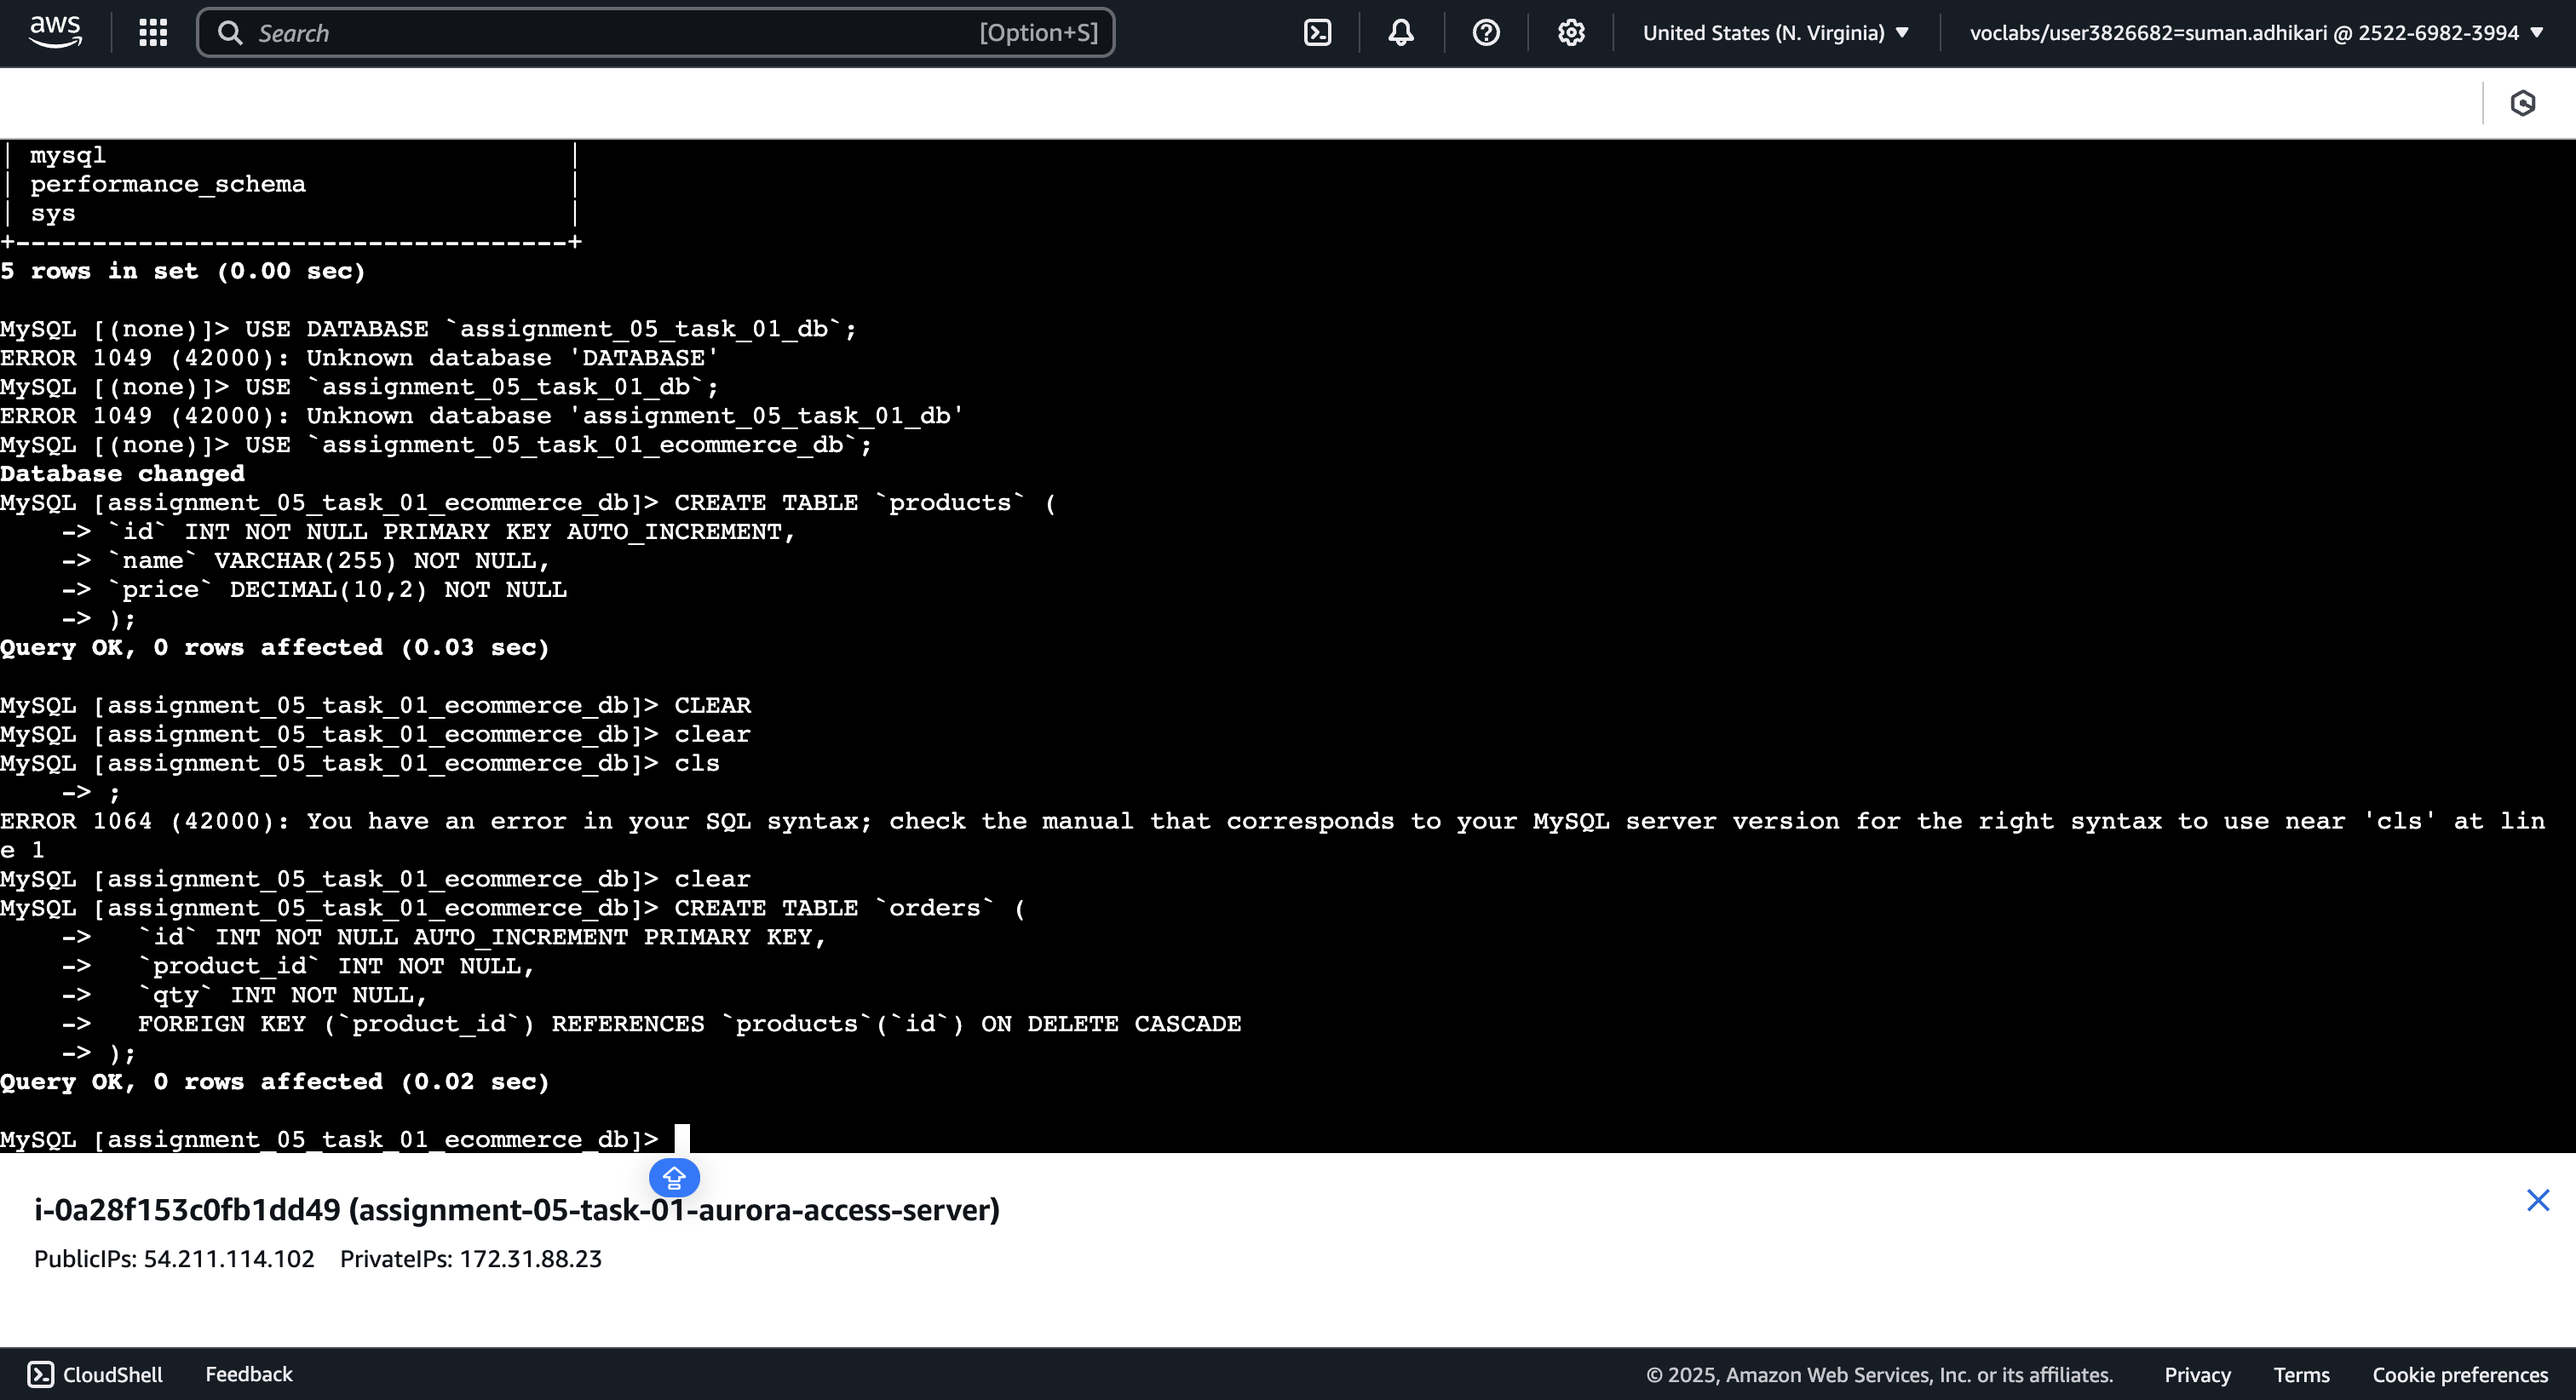 aws
Search [Option+S] United States (N. Virginia) ▼ voclabs/user3826682=suman.adhikari @ 2522-6982-3994 ▼
| mysql |
| performance_schema |
| sys |
+------------------------------------+
5 rows in set (0.00 sec)
MySQL [(none)]> USE DATABASE `assignment_05_task_01_db`;
ERROR 1049 (42000): Unknown database 'DATABASE'
MySQL [(none)]> USE `assignment_05_task_01_db`;
ERROR 1049 (42000): Unknown database 'assignment_05_task_01_db'
MySQL [(none)]> USE `assignment_05_task_01_ecommerce_db`;
Database changed
MySQL [assignment_05_task_01_ecommerce_db]> CREATE TABLE `products` (
    -> `id` INT NOT NULL PRIMARY KEY AUTO_INCREMENT,
    -> `name` VARCHAR(255) NOT NULL,
    -> `price` DECIMAL(10,2) NOT NULL
    -> );
Query OK, 0 rows affected (0.03 sec)
MySQL [assignment_05_task_01_ecommerce_db]> CLEAR
MySQL [assignment_05_task_01_ecommerce_db]> clear
MySQL [assignment_05_task_01_ecommerce_db]> cls
    -> ;
ERROR 1064 (42000): You have an error in your SQL syntax; check the manual that corresponds to your MySQL server version for the right syntax to use near 'cls' at lin
e 1
MySQL [assignment_05_task_01_ecommerce_db]> clear
MySQL [assignment_05_task_01_ecommerce_db]> CREATE TABLE `orders` (
    ->   `id` INT NOT NULL AUTO_INCREMENT PRIMARY KEY,
    ->   `product_id` INT NOT NULL,
    ->   `qty` INT NOT NULL,
    ->   FOREIGN KEY (`product_id`) REFERENCES `products`(`id`) ON DELETE CASCADE
    -> );
Query OK, 0 rows affected (0.02 sec)
MySQL [assignment_05_task_01_ecommerce_db]>
i-0a28f153c0fb1dd49 (assignment-05-task-01-aurora-access-server)
PublicIPs: 54.211.114.102 PrivateIPs: 172.31.88.23
CloudShell Feedback © 2025, Amazon Web Services, Inc. or its affiliates. Privacy Terms Cookie preferences